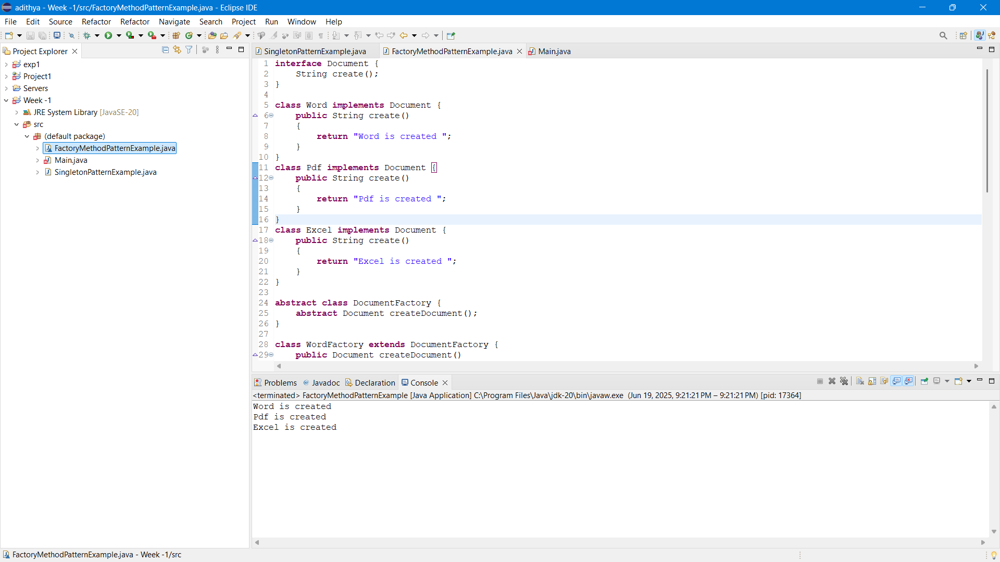 adithya - Week -1/src/FactoryMethodPatternExample.java - Eclipse IDE
File Edit Source Refactor Refactor Navigate Search Project Run Window Help
Project Explorer
exp1
Project1
Servers
Week -1
JRE System Library [JavaSE-20]
src
(default package)
FactoryMethodPatternExample.java
Main.java
SingletonPatternExample.java
SingletonPatternExample.java FactoryMethodPatternExample.java Main.java
1 interface Document {
2     String create();
3 }
4
5 class Word implements Document {
6     public String create()
7     {
8         return "Word is created ";
9     }
10 }
11 class Pdf implements Document {
12     public String create()
13     {
14         return "Pdf is created ";
15     }
16 }
17 class Excel implements Document {
18     public String create()
19     {
20         return "Excel is created ";
21     }
22 }
23
24 abstract class DocumentFactory {
25     abstract Document createDocument();
26 }
27
28 class WordFactory extends DocumentFactory {
29     public Document createDocument()
Problems @ Javadoc Declaration Console
<terminated> FactoryMethodPatternExample [Java Application] C:\Program Files\Java\jdk-20\bin\javaw.exe (Jun 19, 2025, 9:21:21 PM – 9:21:21 PM) [pid: 17364]
Word is created
Pdf is created
Excel is created
FactoryMethodPatternExample.java - Week -1/src